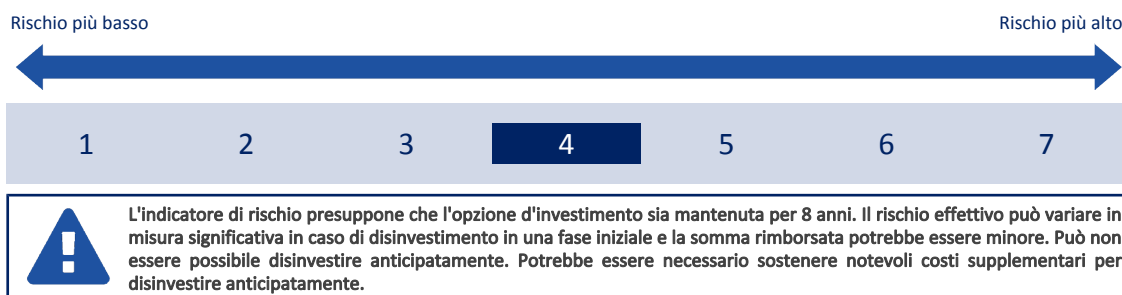 Rischio più basso Rischio più alto
1 2 3 4 5 6 7
L'indicatore di rischio presuppone che l'opzione d'investimento sia mantenuta per 8 anni. Il rischio effettivo può variare in
misura significativa in caso di disinvestimento in una fase iniziale e la somma rimborsata potrebbe essere minore. Può non
essere possibile disinvestire anticipatamente. Potrebbe essere necessario sostenere notevoli costi supplementari per
disinvestire anticipatamente.